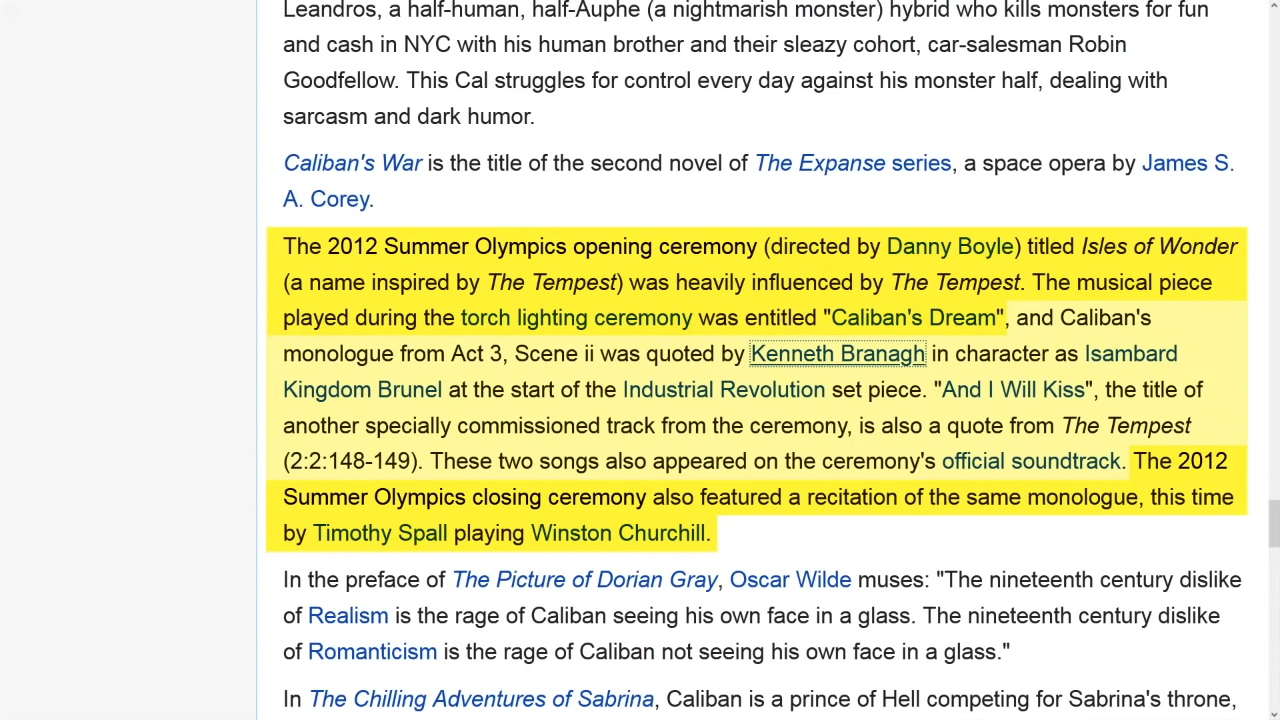 Leandros, a half-human, half-Auphe (a nightmarish monster) hybrid who kills monsters for fun
and cash in NYC with his human brother and their sleazy cohort, car-salesman Robin
Goodfellow. This Cal struggles for control every day against his monster half, dealing with
sarcasm and dark humor.
Caliban's War is the title of the second novel of The Expanse series, a space opera by James S.
A. Corey.
The 2012 Summer Olympics opening ceremony (directed by Danny Boyle) titled Isles of Wonder
(a name inspired by The Tempest) was heavily influenced by The Tempest. The musical piece
played during the torch lighting ceremony was entitled "Caliban's Dream", and Caliban's
monologue from Act 3, Scene ii was quoted by Kenneth Branagh in character as Isambard
Kingdom Brunel at the start of the Industrial Revolution set piece. "And I Will Kiss", the title of
another specially commissioned track from the ceremony, is also a quote from The Tempest
(2:2:148-149). These two songs also appeared on the ceremony's official soundtrack. The 2012
Summer Olympics closing ceremony also featured a recitation of the same monologue, this time
by Timothy Spall playing Winston Churchill.
In the preface of The Picture of Dorian Gray, Oscar Wilde muses: "The nineteenth century dislike
of Realism is the rage of Caliban seeing his own face in a glass. The nineteenth century dislike
of Romanticism is the rage of Caliban not seeing his own face in a glass."
In The Chilling Adventures of Sabrina, Caliban is a prince of Hell competing for Sabrina's throne,